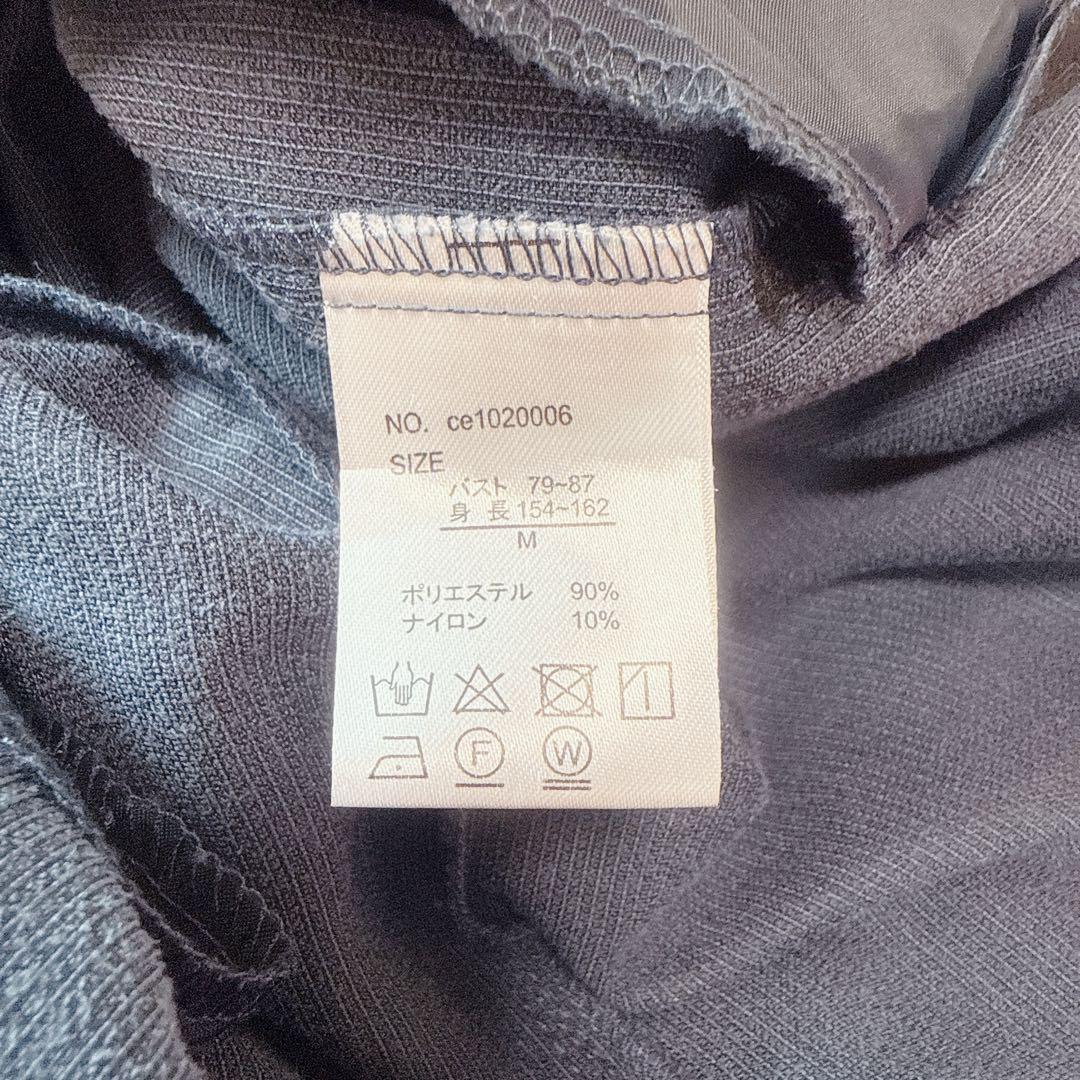 NO. ce1020006
SIZE
バスト 79~87
身 長 154~162
M
ポリエステル 90%
ナイロン 10%
F W